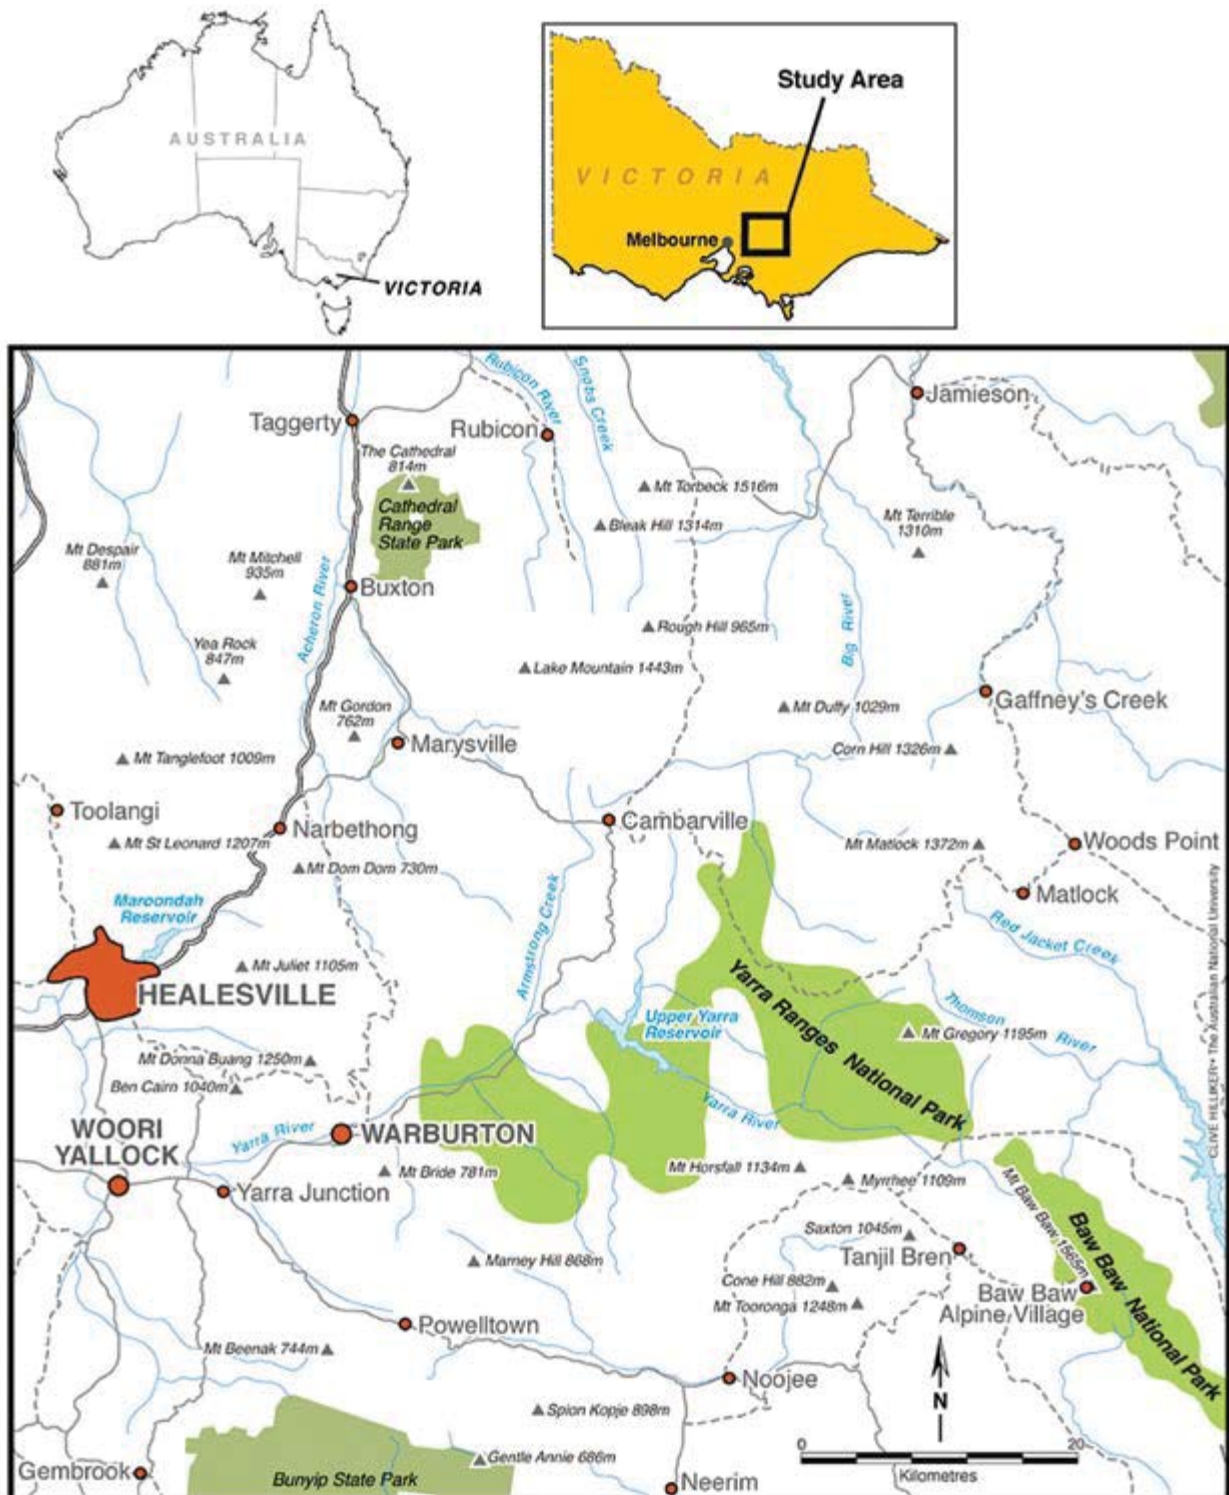 AUSTRALIA
VICTORIA
VICTORIA
Study Area
Melbourne
Rubicon River
Snobs Creek
Jamieson
Taggerty
Rubicon
The Cathedral
814m
Cathedral
Range
State Park
Mt Torbeck 1516m
Bleak Hill 1314m
Mt Terrible
1310m
Mt Despair
881m
Mt Mitchell
935m
Buxton
Acheron River
Yea Rock
847m
Rough Hill 965m
Big River
Lake Mountain 1443m
Mt Gordon
762m
Mt Duffy 1029m
Gaffney's Creek
Marysville
Corn Hill 1326m
Mt Tanglefoot 1009m
Toolangi
Narbethong
Cambarville
Mt St Leonard 1207m
Mt Matlock 1372m
Woods Point
Mt Dom Dom 730m
Matlock
Maroondah
Reservoir
Armstrong Creek
Red Jacket Creek
Mt Juliet 1105m
HEALESVILLE
Yarra Ranges National Park
Thomson River
Upper Yarra
Reservoir
Mt Gregory 1195m
Mt Donna Buang 1250m
Ben Cairn 1040m
Yarra River
WOORI
YALLOCK
Yarra River
WARBURTON
Mt Bride 781m
Mt Horsfall 1134m
Myrrhee 1109m
Yarra Junction
Mt Baw Baw 1565m
Baw Baw National Park
Saxton 1045m
Tanjil Bren
Marney Hill 868m
Cone Hill 882m
Baw Baw
Alpine Village
Mt Tooronga 1248m
Powelltown
Mt Beenak 744m
Noojee
N
Spion Kopje 898m
Gentle Annie 686m
0
20
Kilometres
Gembrook
Bunyip State Park
Neerim
CLIVE HILLIKER • The Australian National University